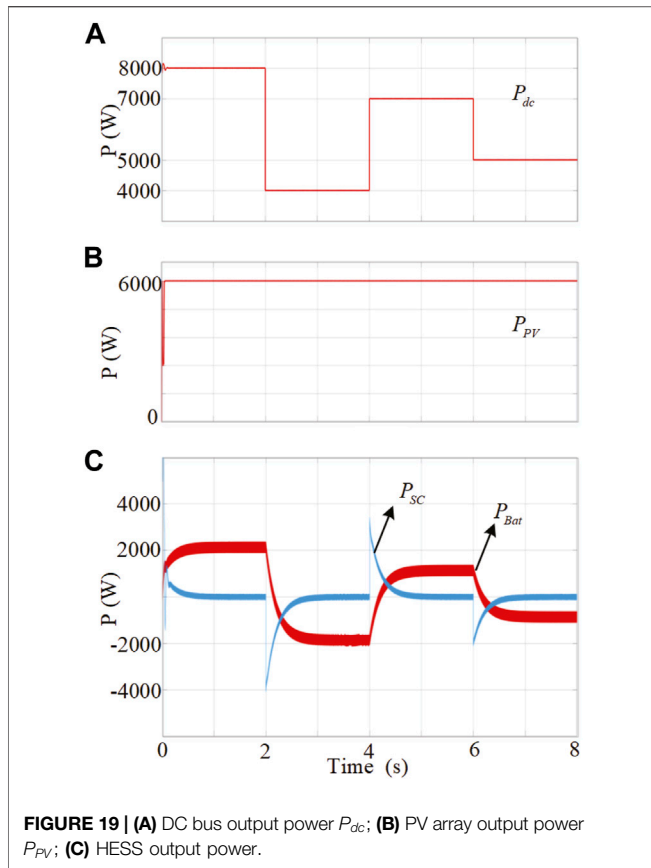 A
8000
7000
5000
4000
P (W)
P_dc
B
6000
0
P (W)
P_PV
C
4000
2000
0
-2000
-4000
P (W)
P_SC
P_Bat
0 2 4 6 8
Time (s)
FIGURE 19 | (A) DC bus output power P_dc; (B) PV array output power
P_PV; (C) HESS output power.